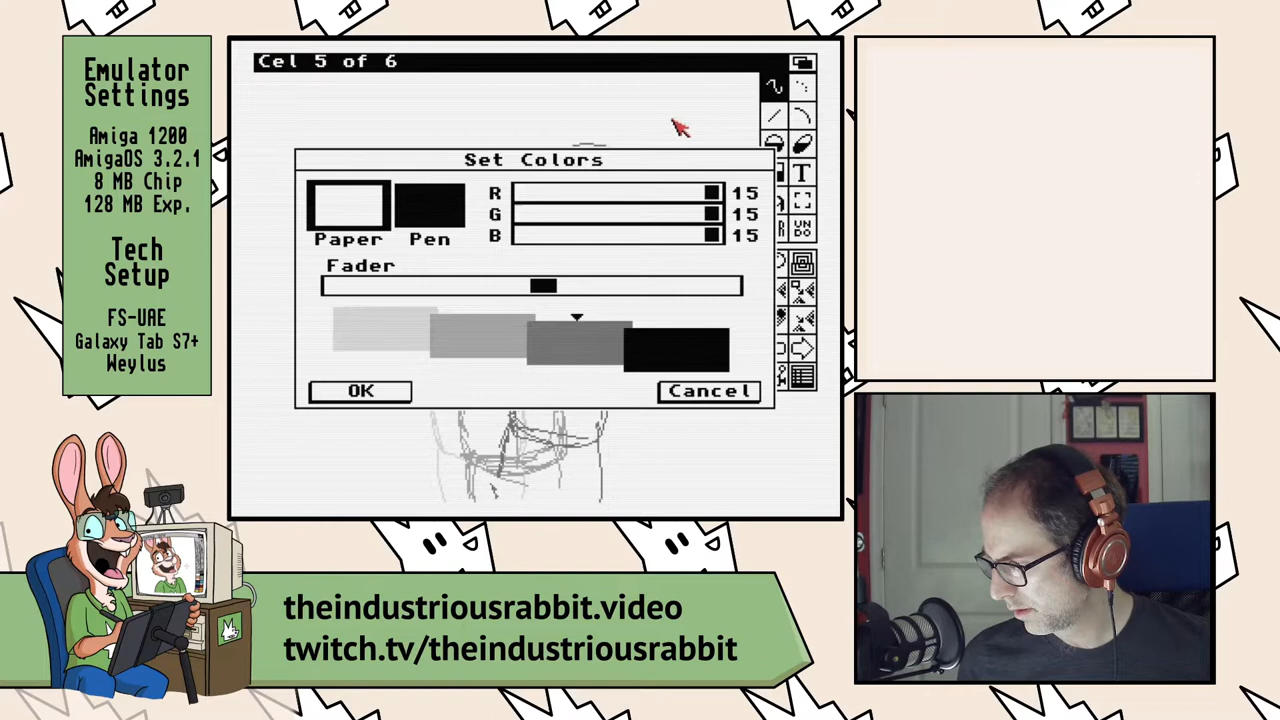 Emulator
Settings
Amiga 1200
AmigaOS 3.2.1
8 MB Chip
128 MB Exp.
Tech
Setup
FS-UAE
Galaxy Tab S7+
Weylus
Cel 5 of 6
T
UN
DO
Set Colors
R 15
G 15
B 15
Paper Pen
Fader
OK Cancel
theindustriousrabbit.video
twitch.tv/theindustriousrabbit